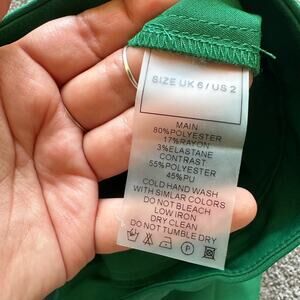 SIZE UK 6 / US 2
MAIN
80%POLYESTER
17%RAYON
3%ELASTANE
CONTRAST
55%POLYESTER
45%PU
COLD HAND WASH
WITH SIMLAR COLORS
DO NOT BLEACH
LOW IRON
DRY CLEAN
DO NOT TUMBLE DRY
P